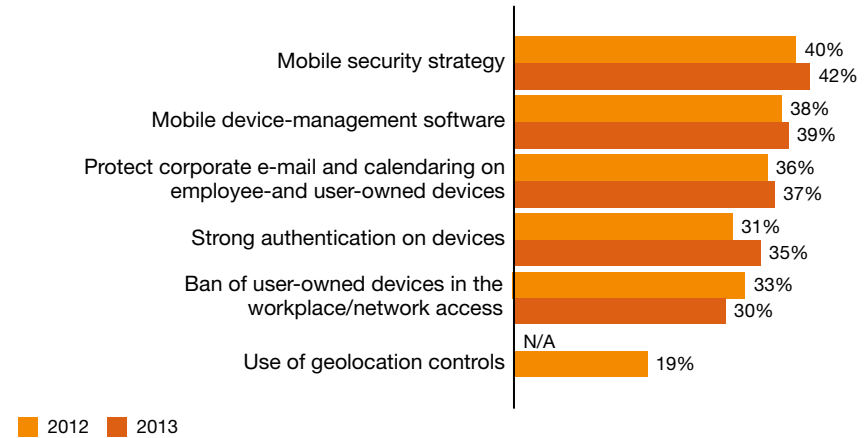 Mobile security strategy
40%
42%
Mobile device-management software
38%
39%
Protect corporate e-mail and calendaring on
employee-and user-owned devices
36%
37%
Strong authentication on devices
31%
35%
Ban of user-owned devices in the
workplace/network access
33%
30%
Use of geolocation controls
N/A
19%
2012 2013